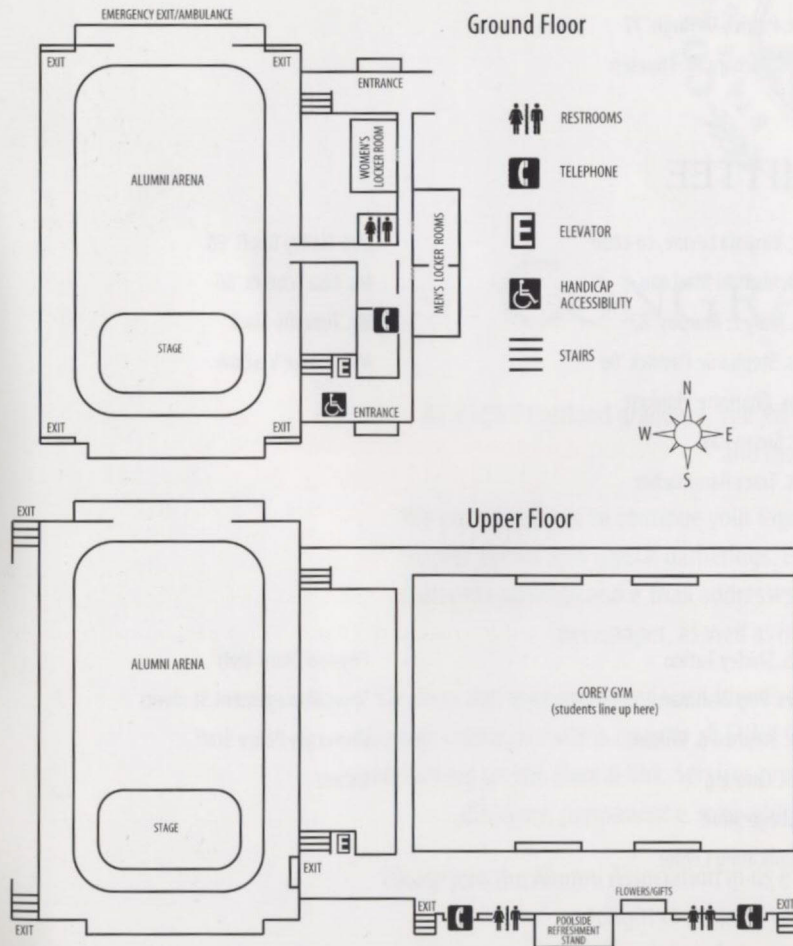 EMERGENCY EXIT/AMBULANCE
Ground Floor
EXIT
EXIT
ENTRANCE
WOMEN'S
LOCKER ROOM
RESTROOMS
ALUMNI ARENA
TELEPHONE
MEN'S LOCKER ROOMS
E
ELEVATOR
HANDICAP
ACCESSIBILITY
STAGE
E
STAIRS
ENTRANCE
EXIT
EXIT
N
W
E
S
Upper Floor
EXIT
ALUMNI ARENA
COREY GYM
(students line up here)
STAGE
E
EXIT
FLOWERS/GIFTS
EXIT
EXIT
EXIT
POOLSIDE
REFRESHMENT
STAND